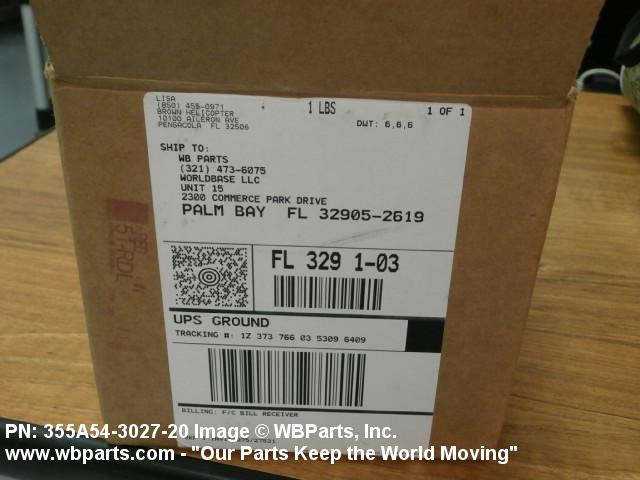 LISA
(850) 455-0971
BROWN HELICOPTER
10100 AILERON AVE
PENSACOLA FL 32506
1 LBS
1 OF 1
DWT: 6,6,6
SHIP TO:
WB PARTS
(321) 473-6075
WORLDBASE LLC
UNIT 15
2300 COMMERCE PARK DRIVE
PALM BAY FL 32905-2619
FL 329 1-03
UPS GROUND
TRACKING #: 1Z 373 766 03 5309 6409
BILLING: F/C BILL RECEIVER
PN: 355A54-3027-20 Image © WBParts, Inc.
www.wbparts.com - "Our Parts Keep the World Moving"